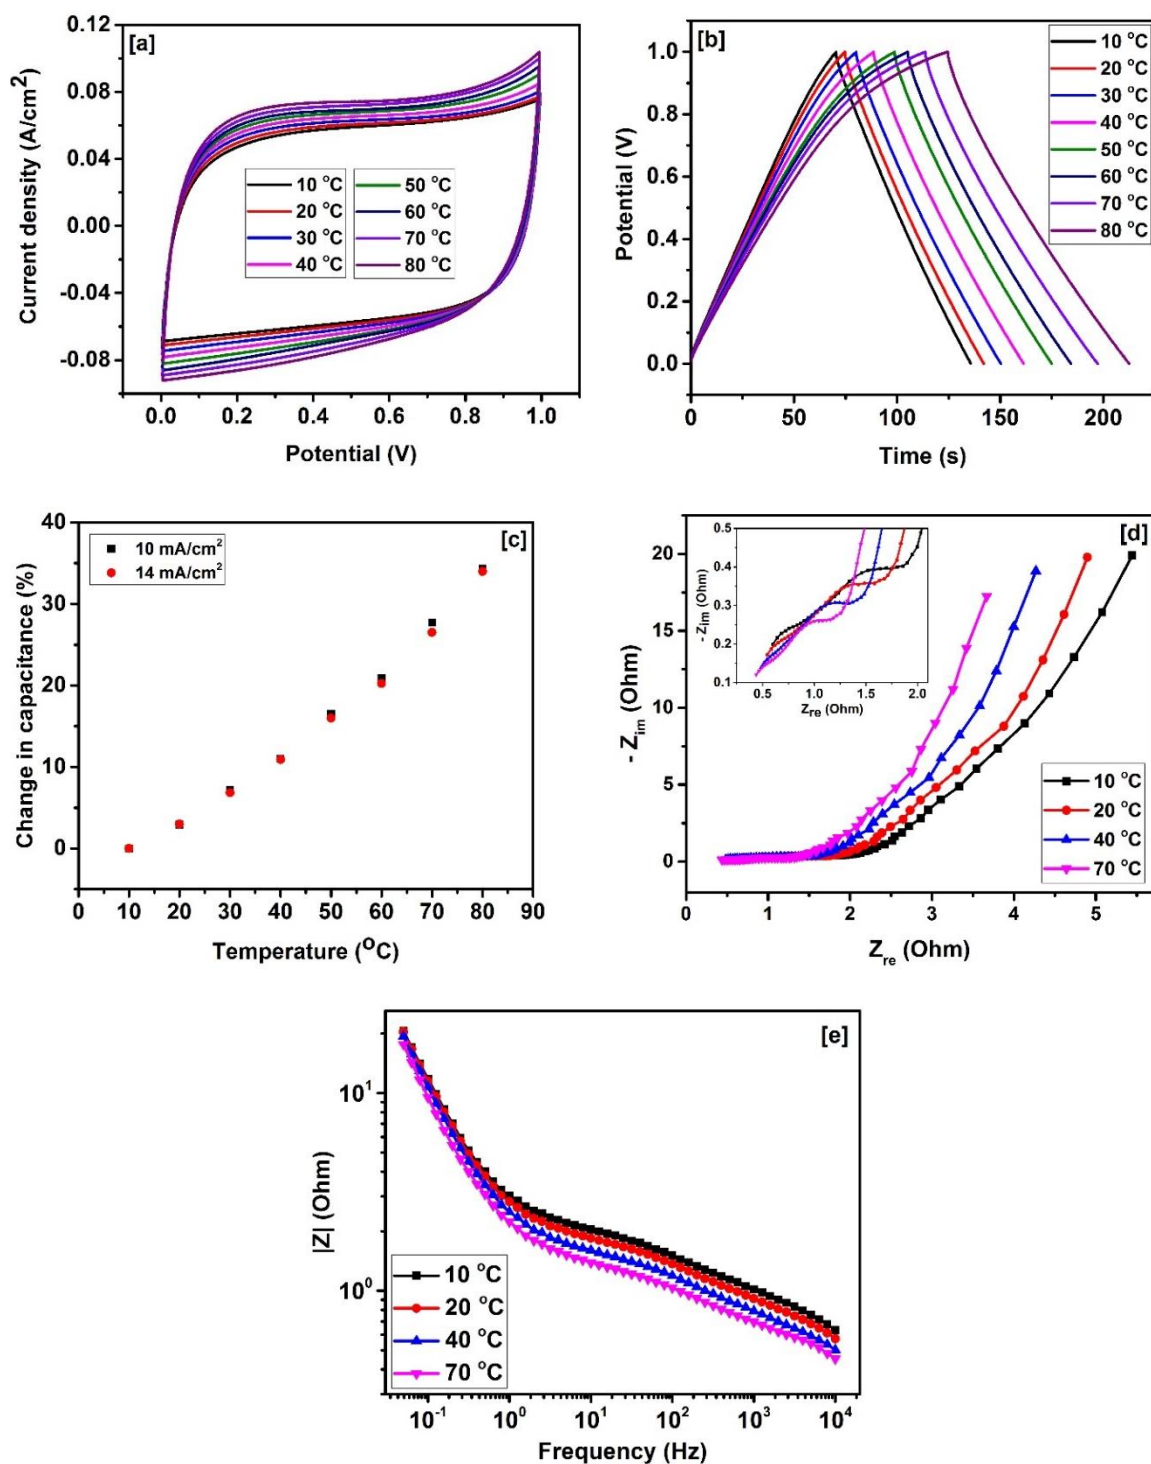 [a]
0.12
0.08
0.04
0.00
-0.04
-0.08
Current density (A/cm²)
10 °C
20 °C
30 °C
40 °C
50 °C
60 °C
70 °C
80 °C
0.0 0.2 0.4 0.6 0.8 1.0
Potential (V)
[b]
1.0
0.8
0.6
0.4
0.2
0.0
Potential (V)
10 °C
20 °C
30 °C
40 °C
50 °C
60 °C
70 °C
80 °C
0 50 100 150 200
Time (s)
[c]
40
30
20
10
0
Change in capacitance (%)
10 mA/cm²
14 mA/cm²
0 10 20 30 40 50 60 70 80 90
Temperature (°C)
[d]
20
15
10
5
0
- Zim (Ohm)
0.5
0.4
0.3
0.2
0.1
- Zim (Ohm)
0.5 1.0 1.5 2.0
Zre (Ohm)
10 °C
20 °C
40 °C
70 °C
0 1 2 3 4 5
Zre (Ohm)
[e]
10¹
10⁰
|Z| (Ohm)
10 °C
20 °C
40 °C
70 °C
10⁻¹ 10⁰ 10¹ 10² 10³ 10⁴
Frequency (Hz)